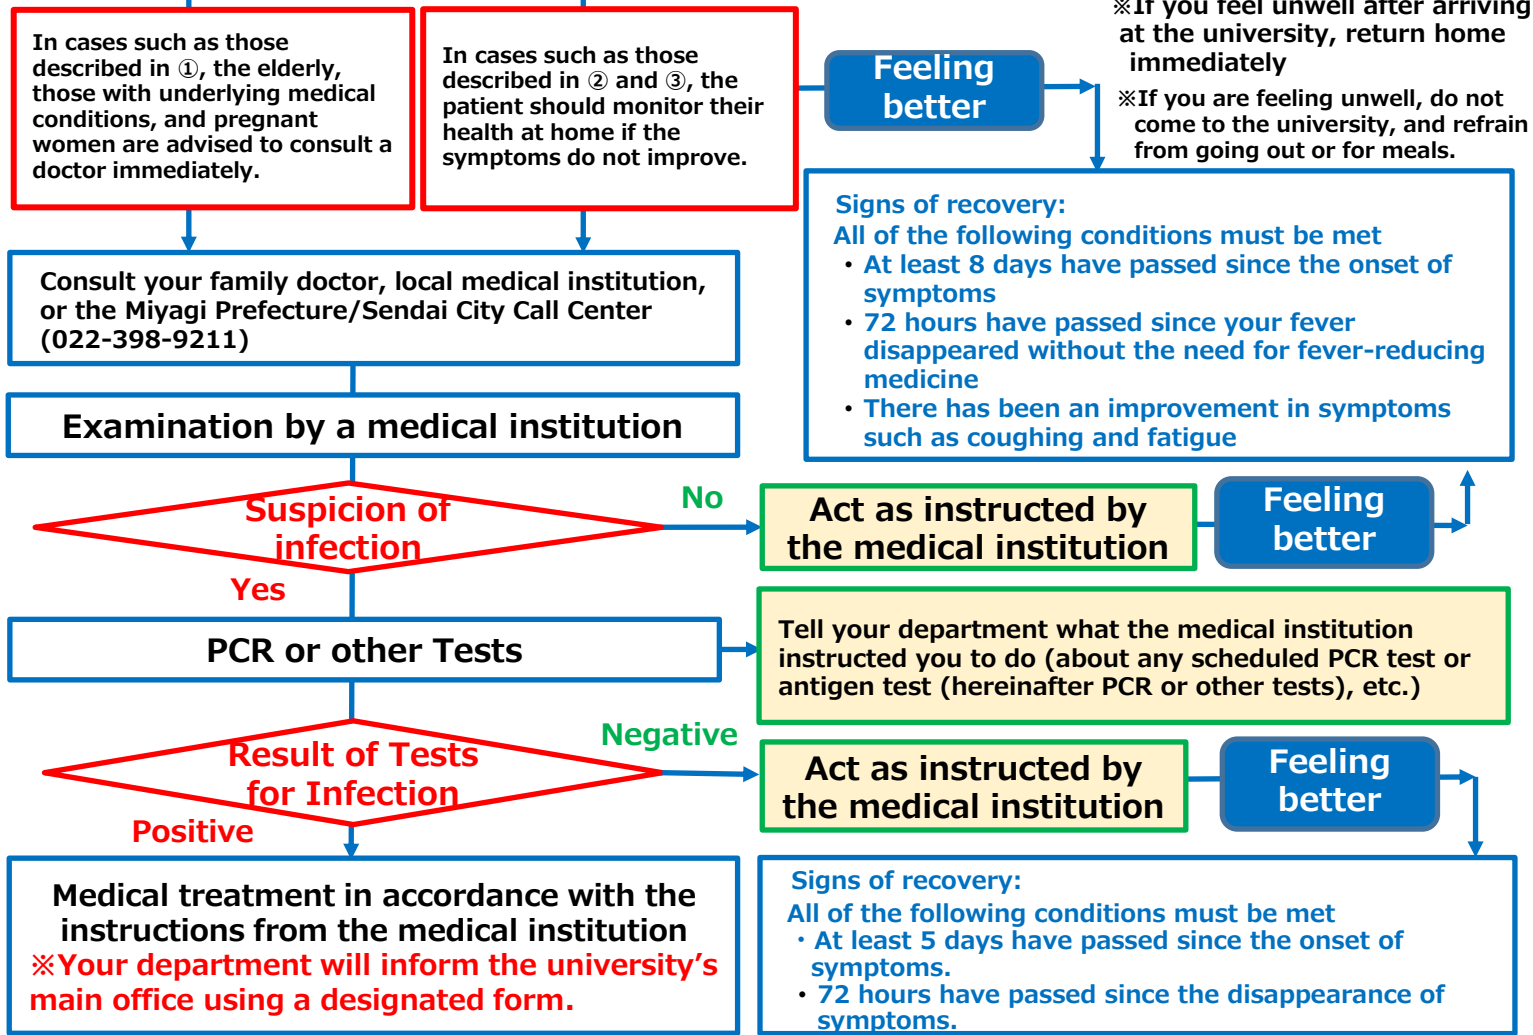 ※If you feel unwell after arriving
at the university, return home
immediately
※If you are feeling unwell, do not
come to the university, and refrain
from going out or for meals.
In cases such as those
described in ①, the elderly,
those with underlying medical
conditions, and pregnant
women are advised to consult a
doctor immediately.
In cases such as those
described in ② and ③, the
patient should monitor their
health at home if the
symptoms do not improve.
Feeling
better
Signs of recovery:
All of the following conditions must be met
・At least 8 days have passed since the onset of
symptoms
・72 hours have passed since your fever
disappeared without the need for fever-reducing
medicine
・There has been an improvement in symptoms
such as coughing and fatigue
Consult your family doctor, local medical institution,
or the Miyagi Prefecture/Sendai City Call Center
(022-398-9211)
Examination by a medical institution
Suspicion of
infection
No
Act as instructed by
the medical institution
Feeling
better
Yes
PCR or other Tests
Tell your department what the medical institution
instructed you to do (about any scheduled PCR test or
antigen test (hereinafter PCR or other tests), etc.)
Result of Tests
for Infection
Negative
Act as instructed by
the medical institution
Feeling
better
Positive
Medical treatment in accordance with the
instructions from the medical institution
※Your department will inform the university’s
main office using a designated form.
Signs of recovery:
All of the following conditions must be met
・At least 5 days have passed since the onset of
symptoms.
・72 hours have passed since the disappearance of
symptoms.